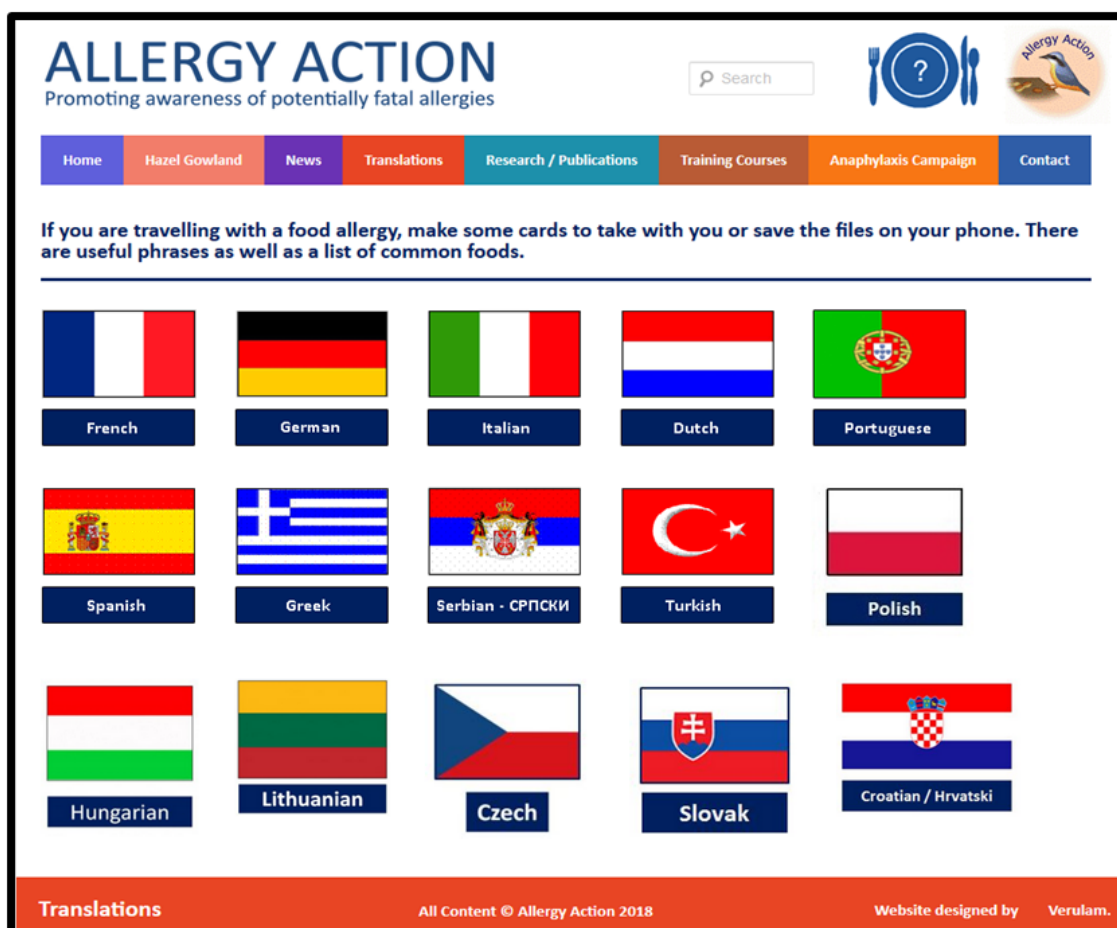 ALLERGY ACTION
Promoting awareness of potentially fatal allergies
Search
?
Allergy Action
Home Hazel Gowland News Translations Research / Publications Training Courses Anaphylaxis Campaign Contact
If you are travelling with a food allergy, make some cards to take with you or save the files on your phone. There
are useful phrases as well as a list of common foods.
French German Italian Dutch Portuguese
Spanish Greek Serbian - СРПСКИ Turkish Polish
Hungarian Lithuanian Czech Slovak Croatian / Hrvatski
Translations All Content © Allergy Action 2018 Website designed by Verulam.